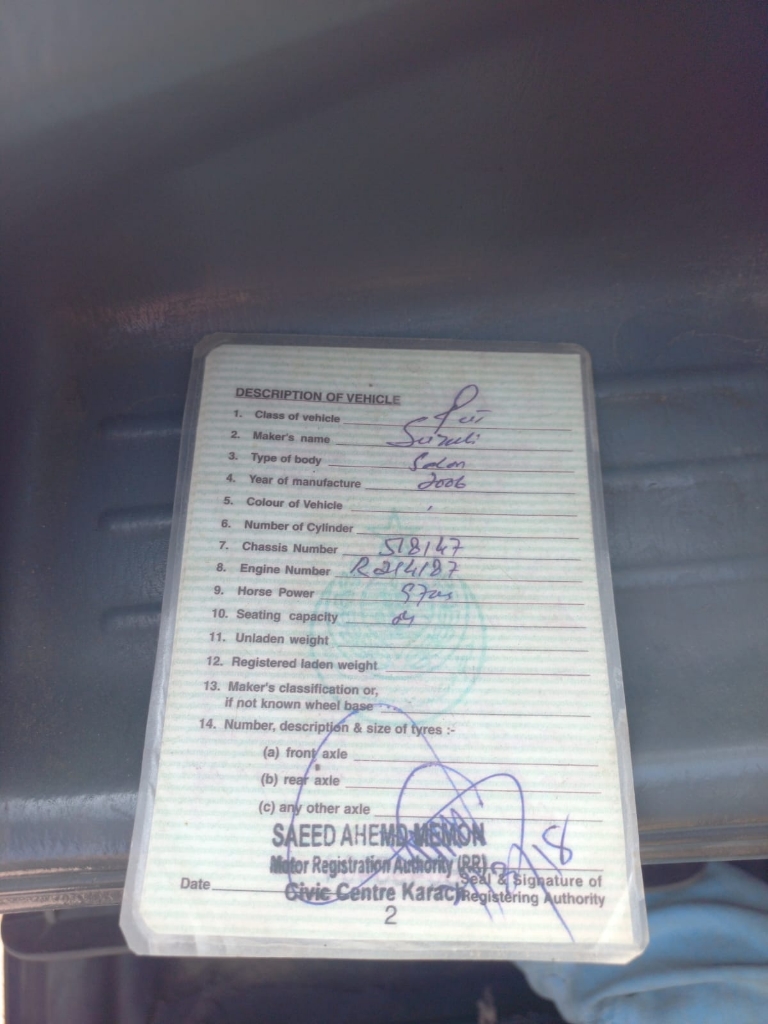 DESCRIPTION OF VEHICLE
1. Class of vehicle
2. Maker's name Suzuki
3. Type of body
4. Year of manufacture 2006
5. Colour of Vehicle
6. Number of Cylinder
7. Chassis Number 518147
8. Engine Number R214187
9. Horse Power
10. Seating capacity
11. Unladen weight
12. Registered laden weight
13. Maker's classification or,
if not known wheel base
14. Number, description & size of tyres :-
(a) front axle
(b) rear axle
(c) any other axle
SAEED AHEMD MEMON
Motor Registration Authority (RR)
Seal & Signature of
Date
Civic Centre Karachi
Registering Authority
2